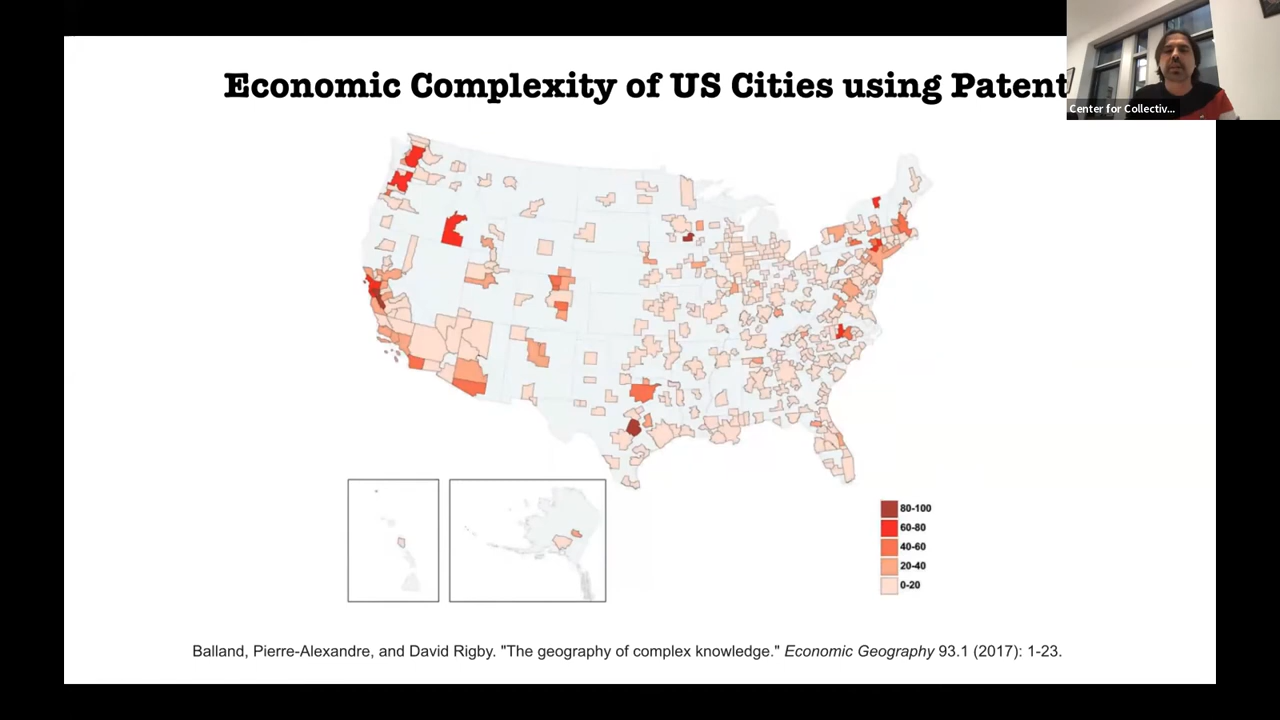 Economic Complexity of US Cities using Patent
Center for Collectiv...
80-100
60-80
40-60
20-40
0-20
Balland, Pierre-Alexandre, and David Rigby. "The geography of complex knowledge." Economic Geography 93.1 (2017): 1-23.